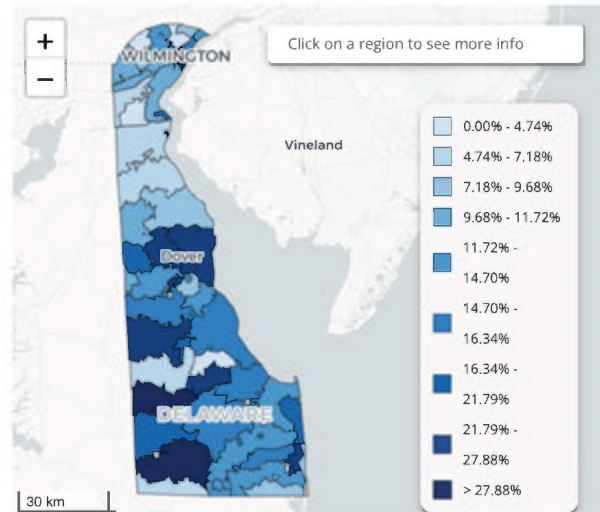 +
−
Click on a region to see more info
WILMINGTON
Vineland
Dover
DELAWARE
0.00% - 4.74%
4.74% - 7.18%
7.18% - 9.68%
9.68% - 11.72%
11.72% -
14.70%
14.70% -
16.34%
16.34% -
21.79%
21.79% -
27.88%
> 27.88%
30 km